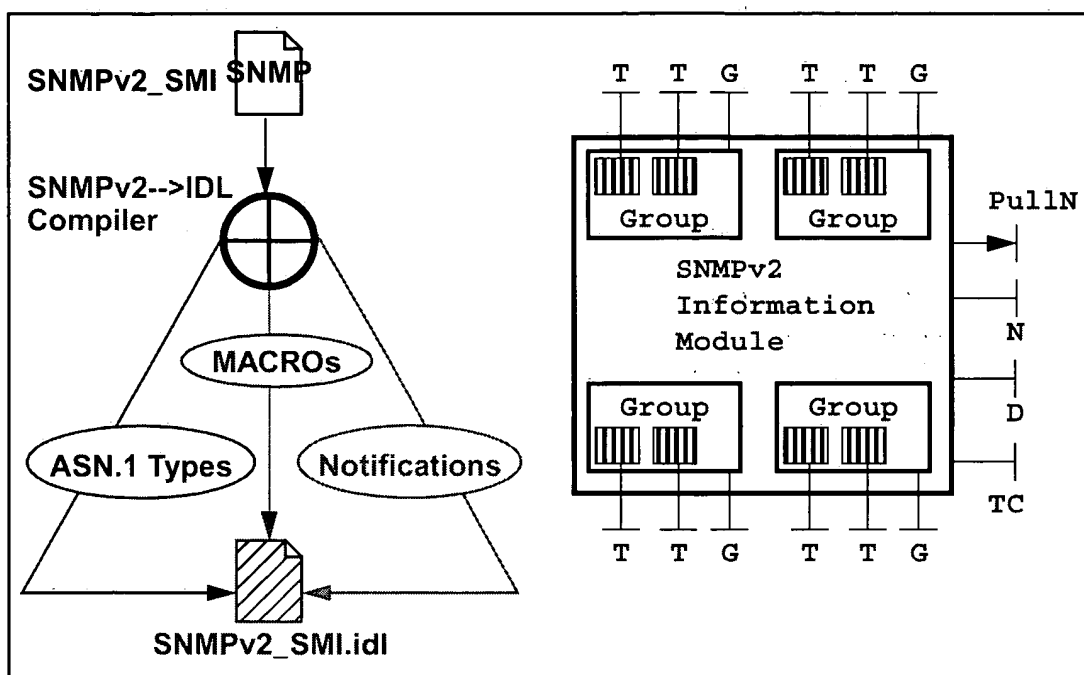 SNMPv2_SMI
SNMP
SNMPv2-->IDL
Compiler
MACROs
ASN.1 Types
Notifications
SNMPv2_SMI.idl
T T G T T G
Group
Group
SNMPv2
Information
Module
Group
Group
T T G T T G
PullN
N
D
TC